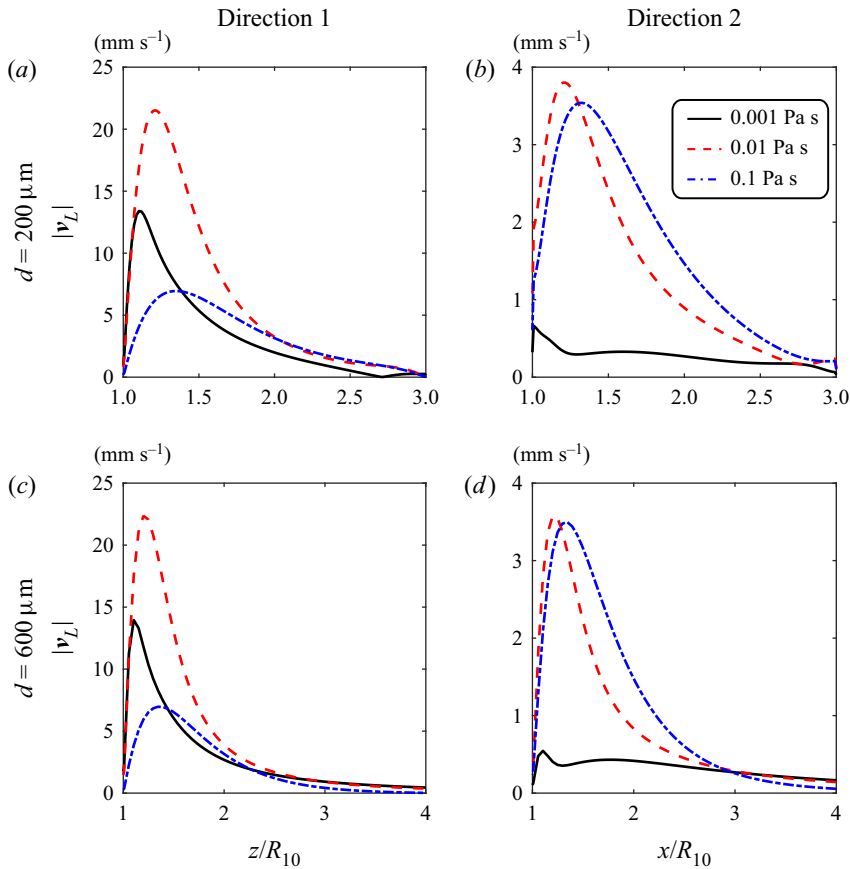 Direction 1
Direction 2
(mm s–1)
(mm s–1)
(a)
(b)
25
20
15
10
5
0
1.0
1.5
2.0
2.5
3.0
4
3
2
1
0
1.0
1.5
2.0
2.5
3.0
0.001 Pa s
0.01 Pa s
0.1 Pa s
d = 200 μm
|vL|
(mm s–1)
(mm s–1)
(c)
(d)
25
20
15
10
5
0
1
2
3
4
4
3
2
1
0
1
2
3
4
d = 600 μm
|vL|
z/R10
x/R10